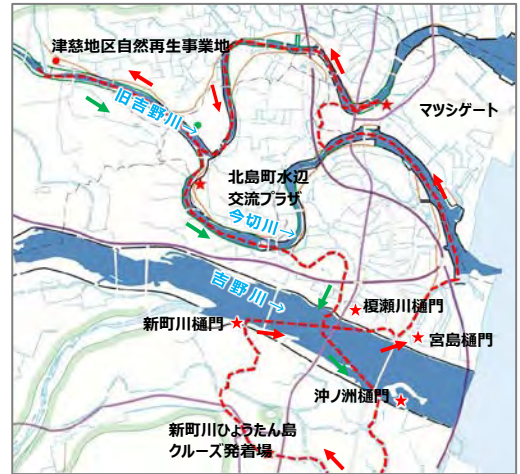 津慈地区自然再生事業地
マツシゲート
旧吉野川→
北島町水辺
交流プラザ
今切川→
吉野川→
榎瀬川樋門
新町川樋門
宮島樋門
沖ノ洲樋門
新町川ひょうたん島
クルーズ発着場